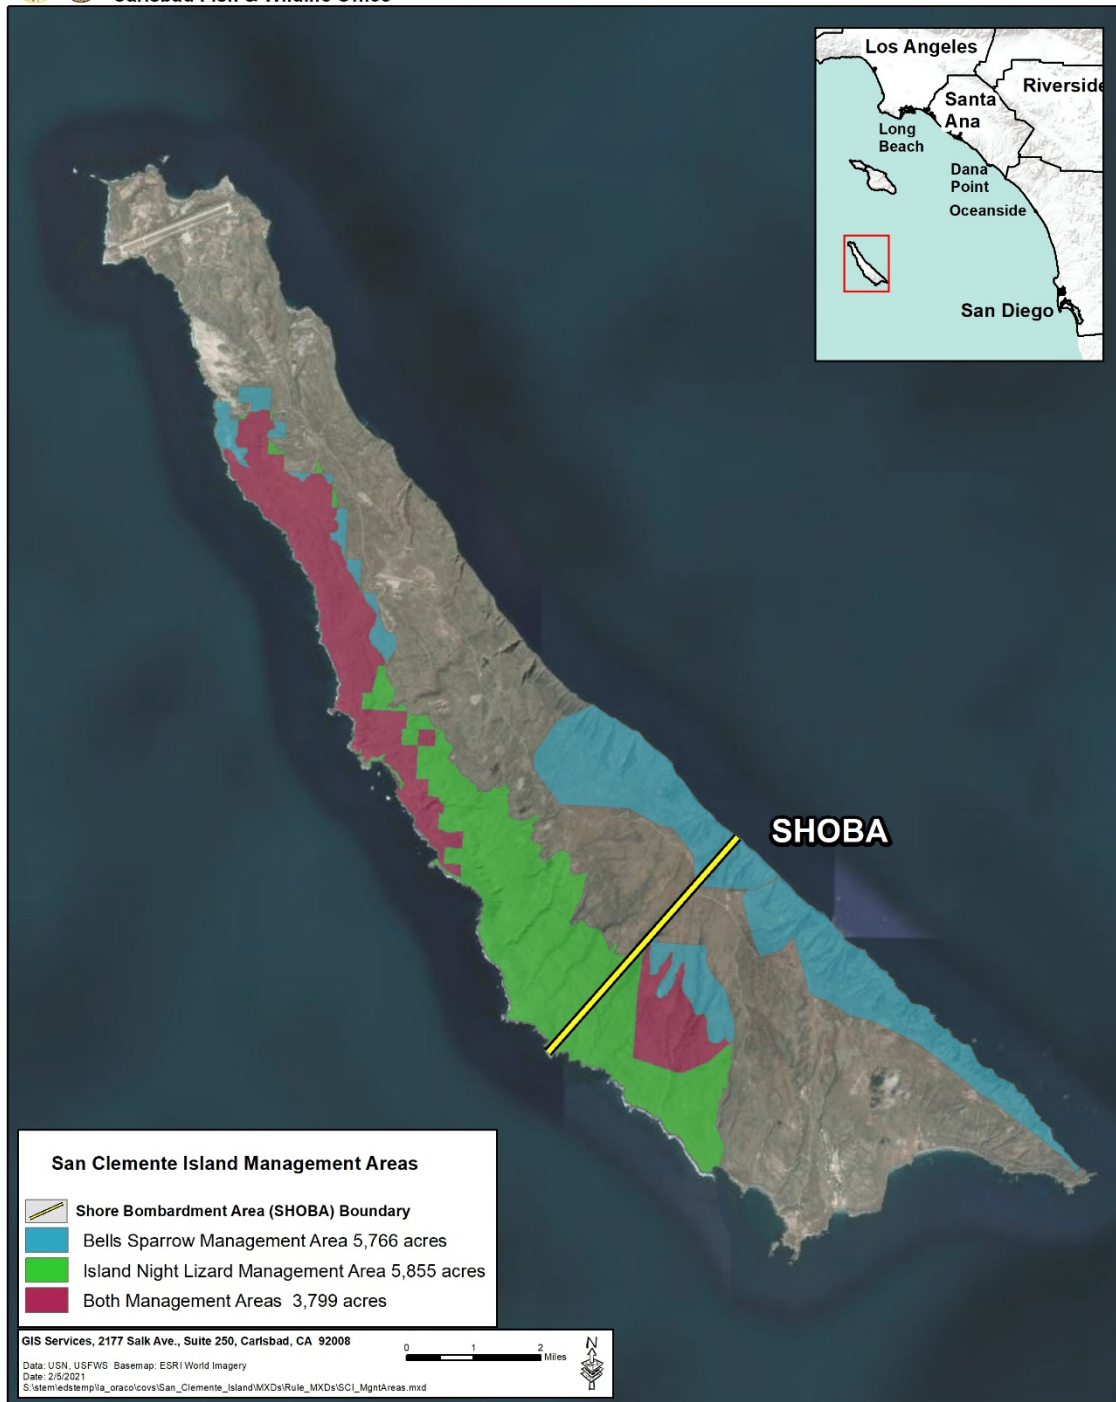 Carlsbad Fish & Wildlife Office
Los Angeles
Riverside
Santa
Ana
Long
Beach
Dana
Point
Oceanside
San Diego
SHOBA
San Clemente Island Management Areas
Shore Bombardment Area (SHOBA) Boundary
Bells Sparrow Management Area 5,766 acres
Island Night Lizard Management Area 5,855 acres
Both Management Areas 3,799 acres
GIS Services, 2177 Salk Ave., Suite 250, Carlsbad, CA 92008
Data: USN, USFWS Basemap: ESRI World Imagery
Date: 2/5/2021
S:\stem\edstemp\la_oraco\covs\San_Clemente_Island\MXDs\Rule_MXDs\SCI_MgntAreas.mxd
0 1 2
Miles
N